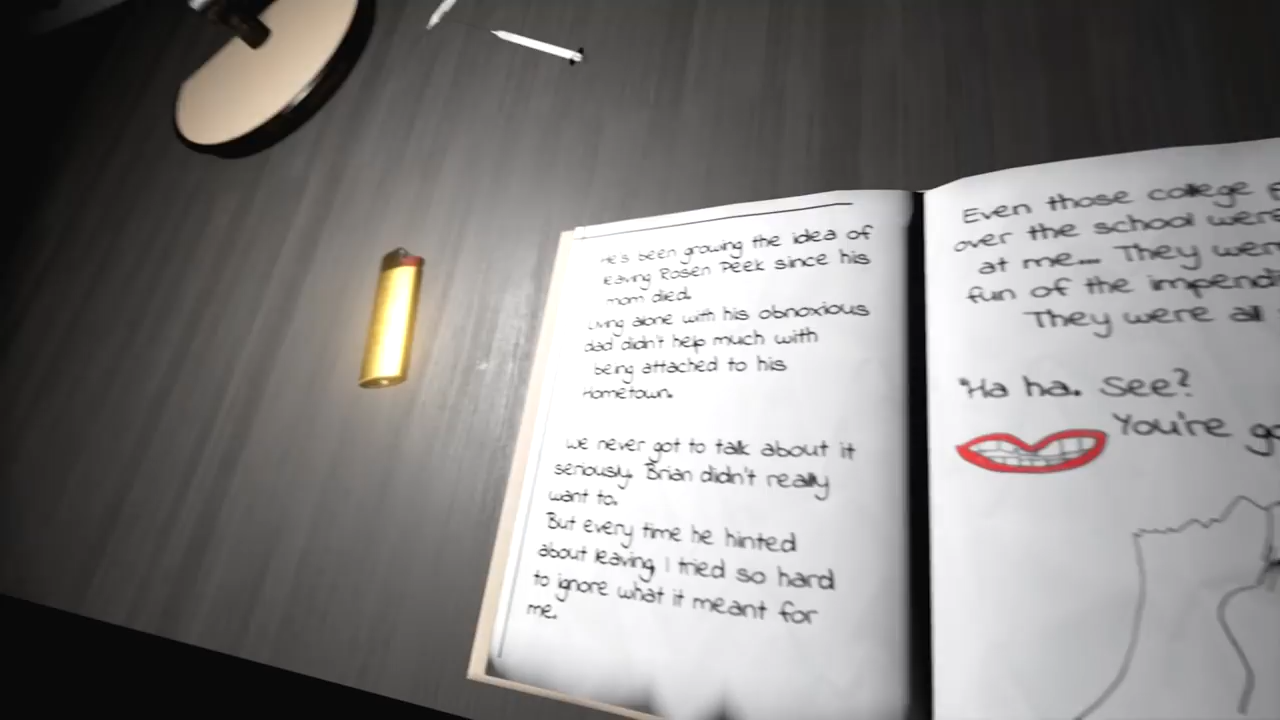 He's been growing the idea of
leaving Rosen Peek since his
mom died.
Living alone with his obnoxious
dad didn't help much with
being attached to his
Hometown.
We never got to talk about it
seriously. Brian didn't really
want to.
But every time he hinted
about leaving, I tried so hard
to ignore what it meant for
me.
Even those college
over the school were
at me.... They
fun of the
They were all
"Ha ha. See?
You're